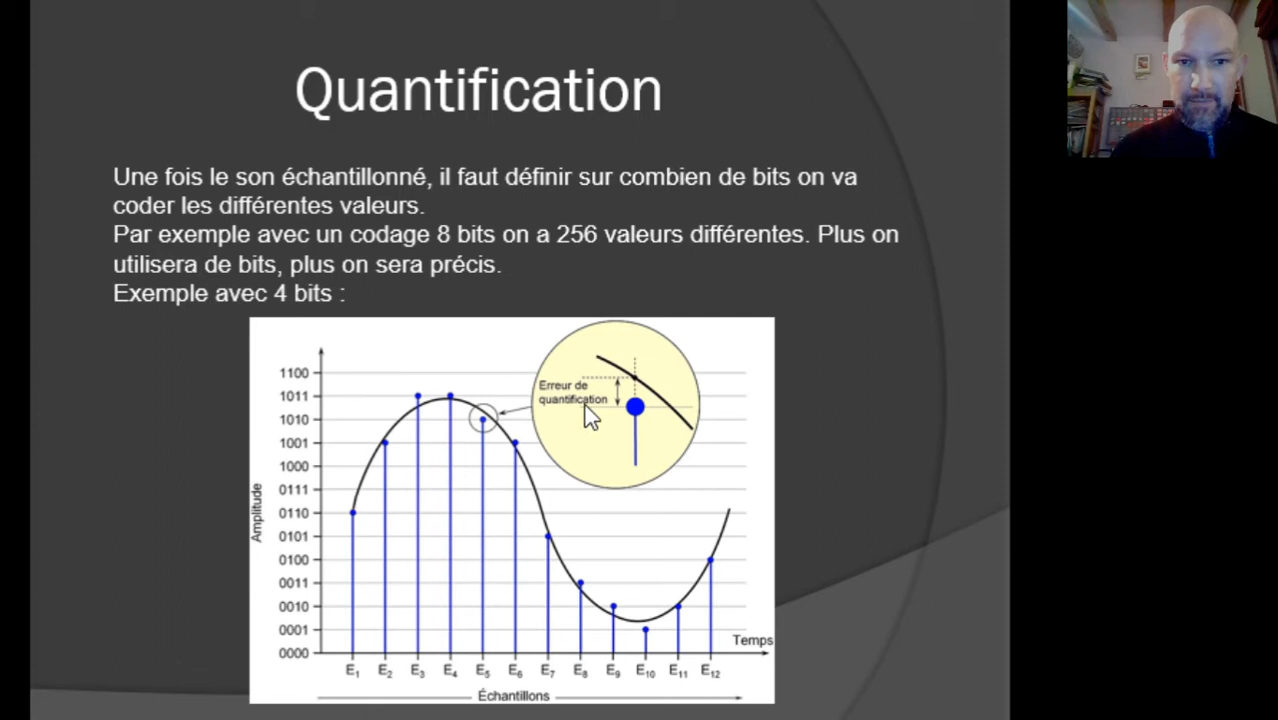 Quantification
Une fois le son échantillonné, il faut définir sur combien de bits on va
coder les différentes valeurs.
Par exemple avec un codage 8 bits on a 256 valeurs différentes. Plus on
utilisera de bits, plus on sera précis.
Exemple avec 4 bits :
1100
1011
1010
1001
1000
0111
0110
0101
0100
0011
0010
0001
0000
Amplitude
Erreur de
quantification
Temps
E1 E2 E3 E4 E5 E6 E7 E8 E9 E10 E11 E12
Échantillons